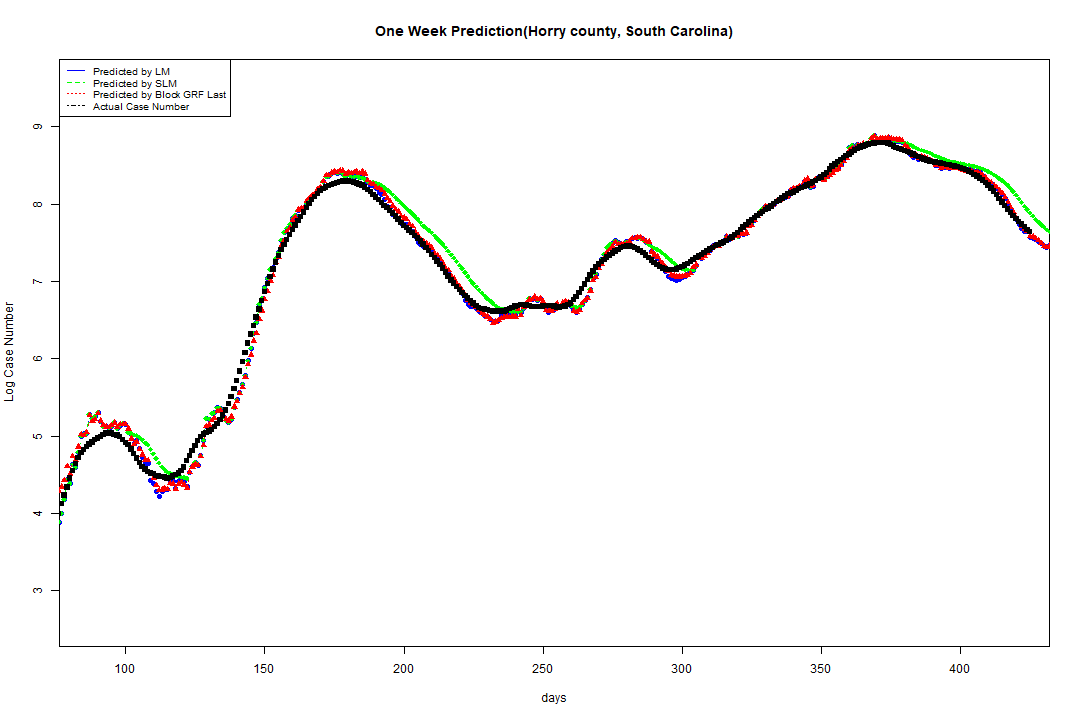 One Week Prediction(Horry county, South Carolina)
Predicted by LM
Predicted by SLM
Predicted by Block GRF Last
Actual Case Number
9
8
7
6
5
4
3
Log Case Number
100 150 200 250 300 350 400
days